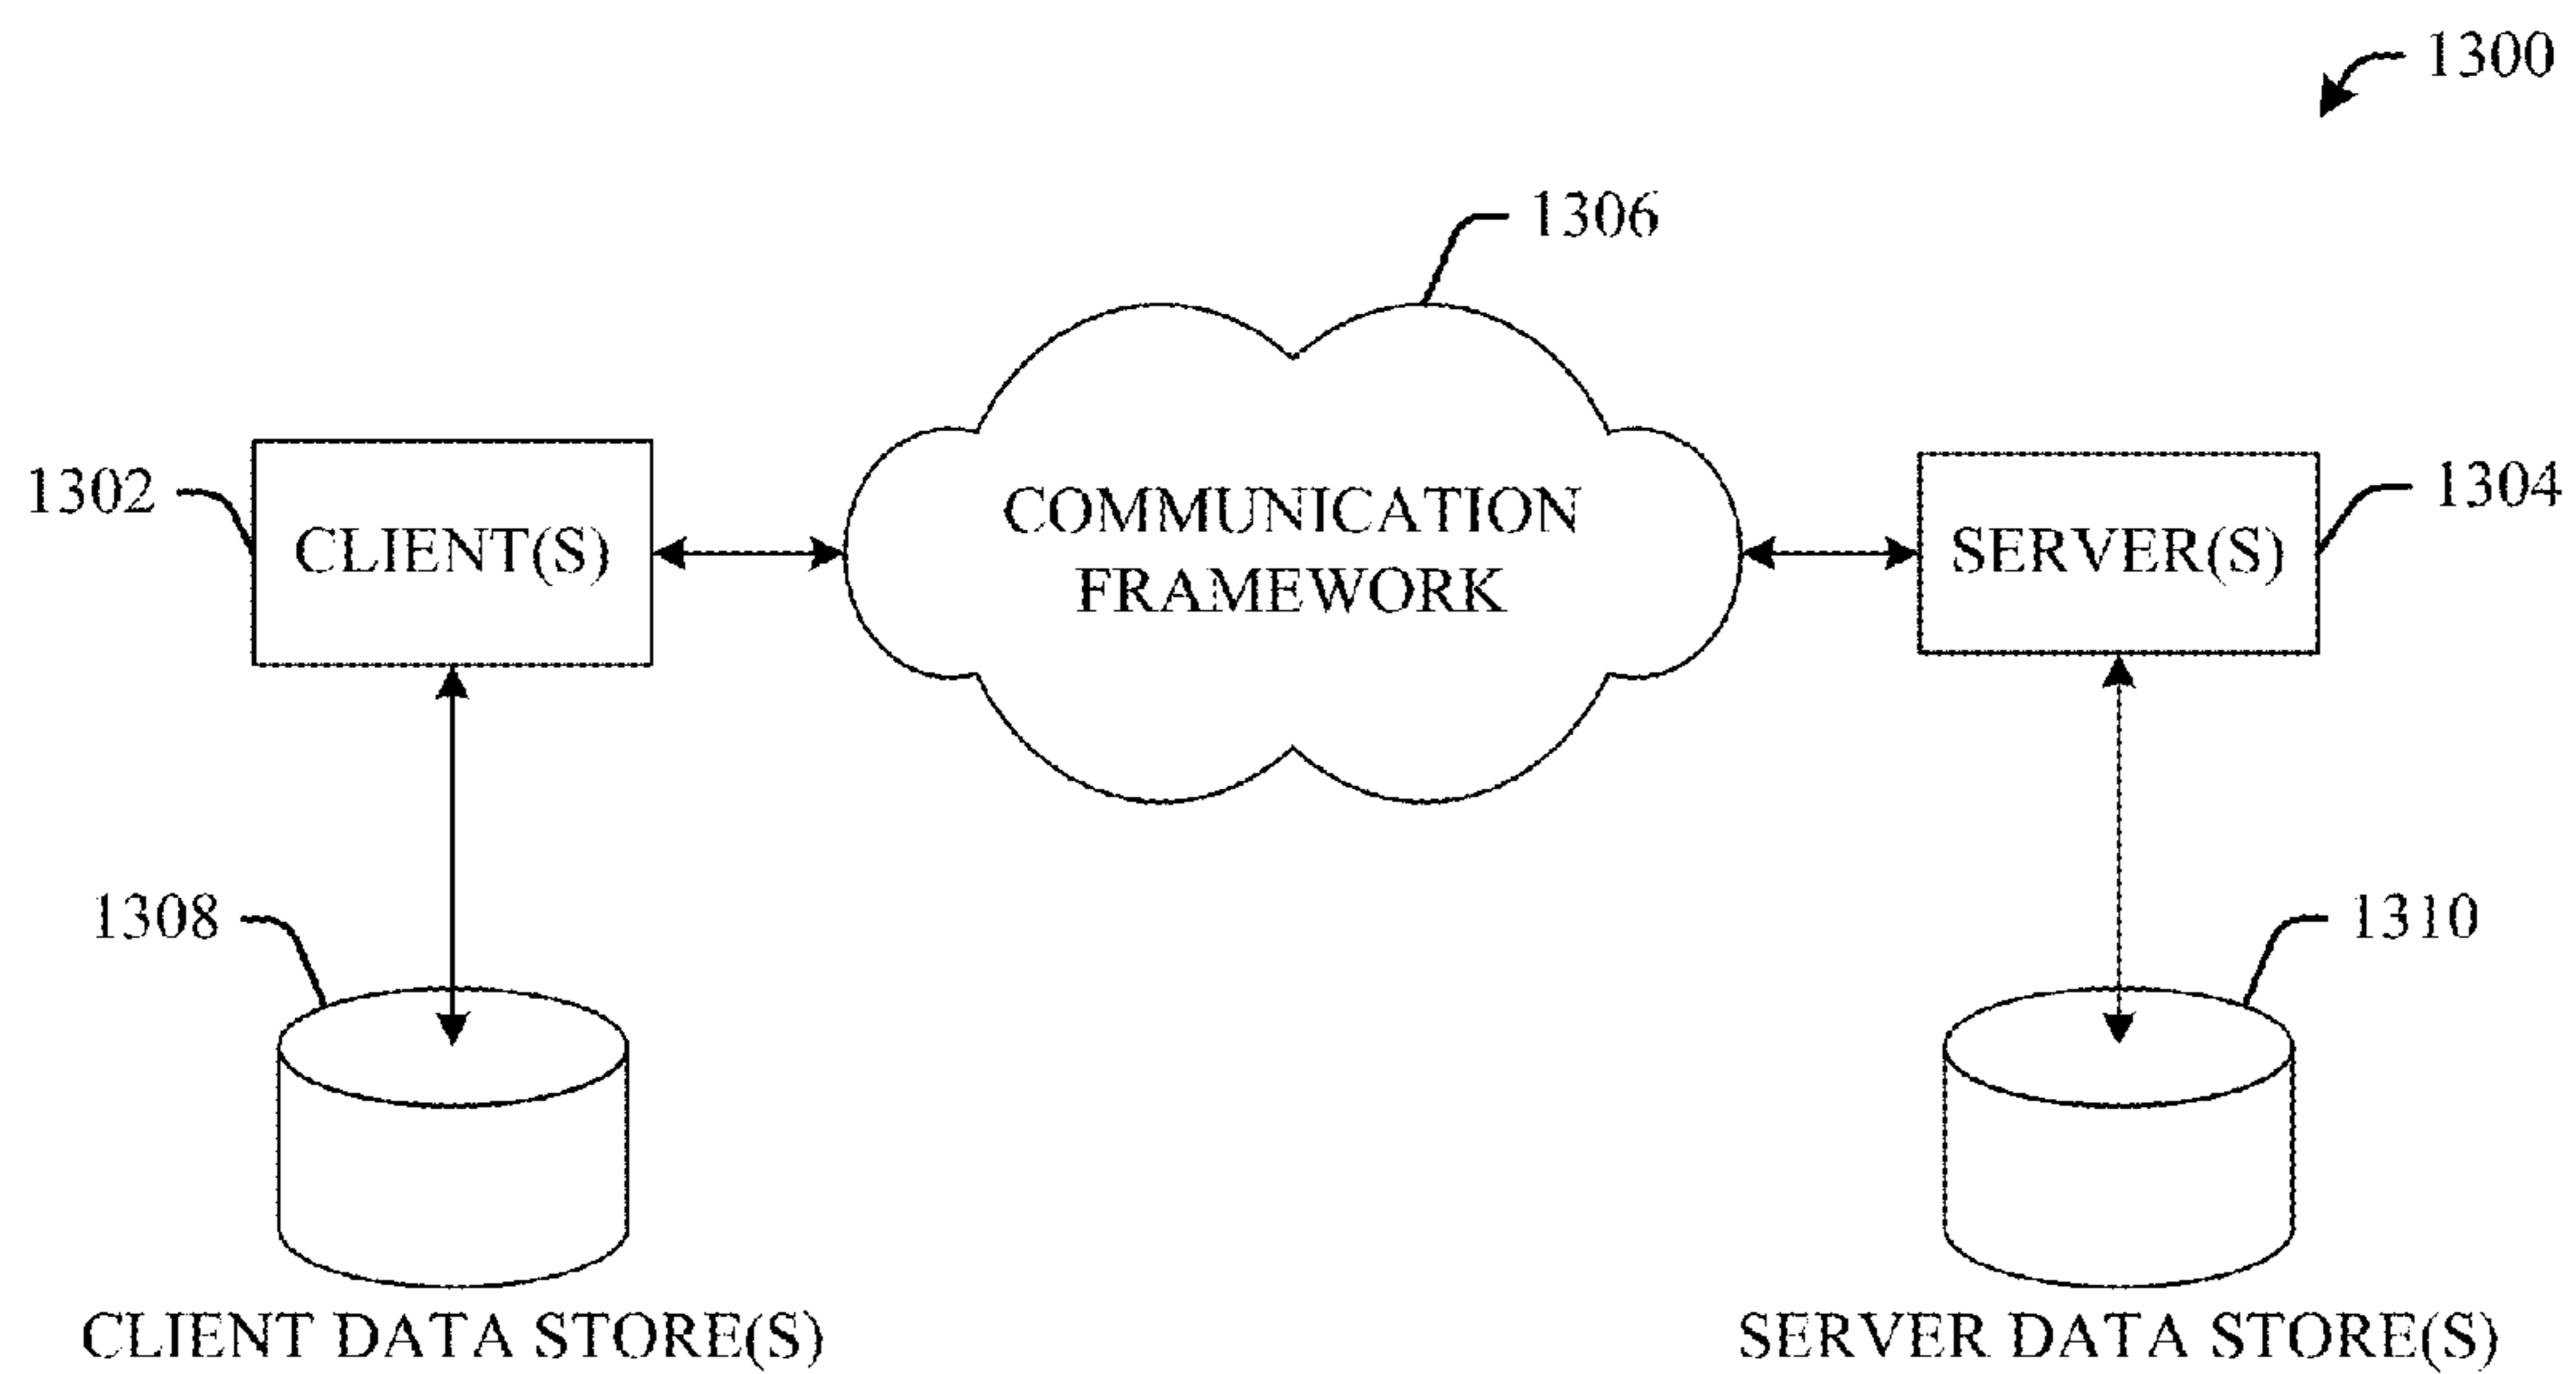 1300
1306
1302
CLIENT(S)
COMMUNICATION
FRAMEWORK
SERVER(S)
1304
1308
1310
CLIENT DATA STORE(S)
SERVER DATA STORE(S)